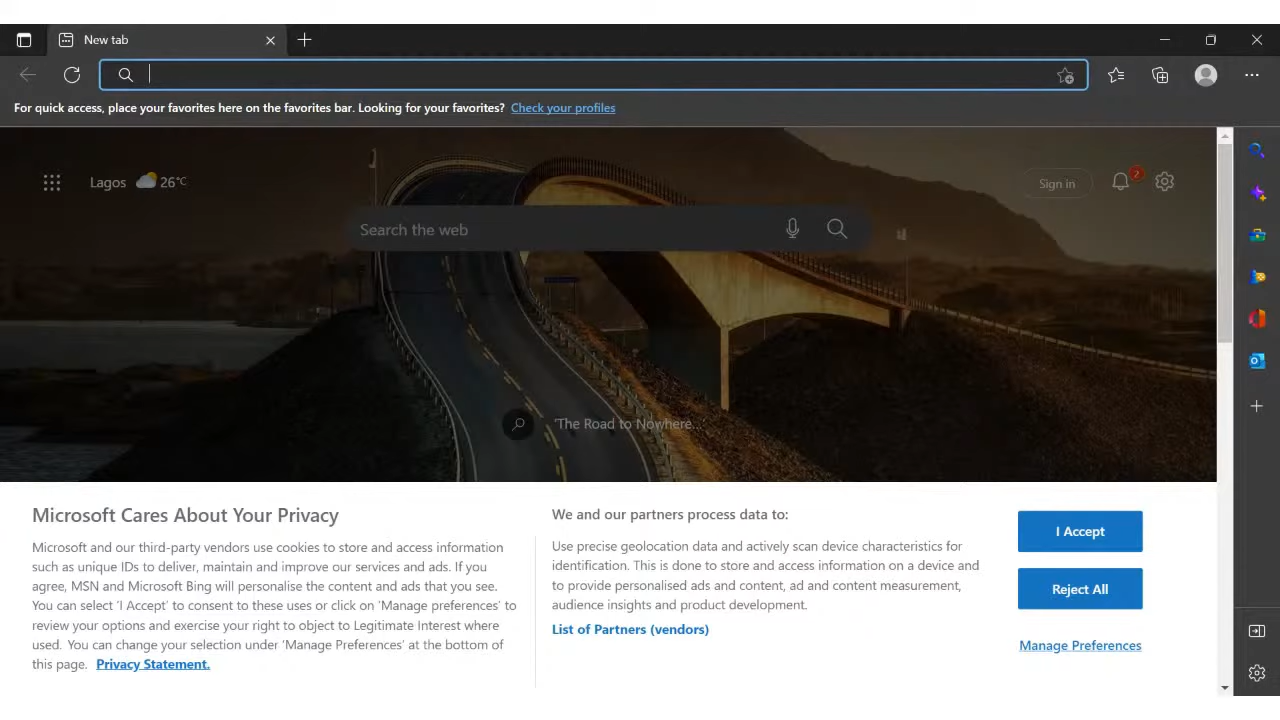 New tab
For quick access, place your favorites here on the favorites bar. Looking for your favorites? Check your profiles
Lagos 26°C
Sign in
2
Search the web
'The Road to Nowhere...'
Microsoft Cares About Your Privacy
Microsoft and our third-party vendors use cookies to store and access information
such as unique IDs to deliver, maintain and improve our services and ads. If you
agree, MSN and Microsoft Bing will personalise the content and ads that you see.
You can select 'I Accept' to consent to these uses or click on 'Manage preferences' to
review your options and exercise your right to object to Legitimate Interest where
used. You can change your selection under 'Manage Preferences' at the bottom of
this page. Privacy Statement.
We and our partners process data to:
Use precise geolocation data and actively scan device characteristics for
identification. This is done to store and access information on a device and
to provide personalised ads and content, ad and content measurement,
audience insights and product development.
List of Partners (vendors)
I Accept
Reject All
Manage Preferences